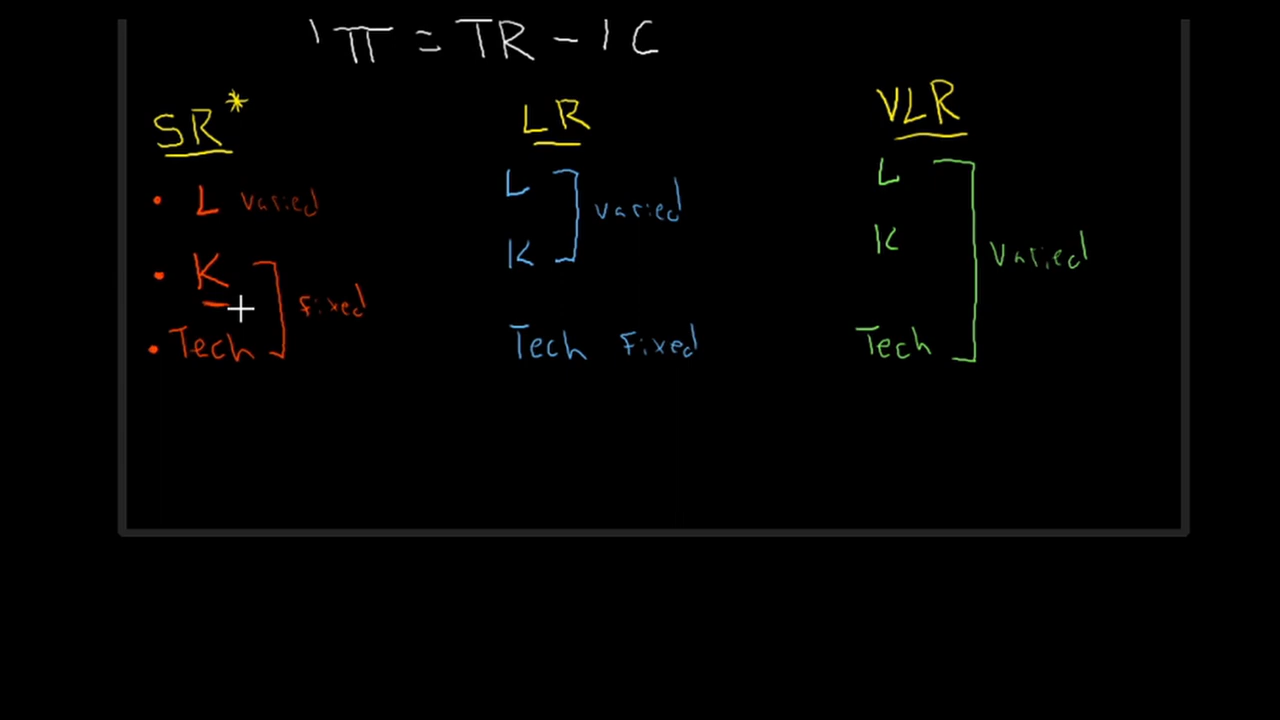 π = TR - TC
SR* LR VLR
• L varied
L
K varied
L
K
Tech varied
• K
• Tech fixed
Tech Fixed